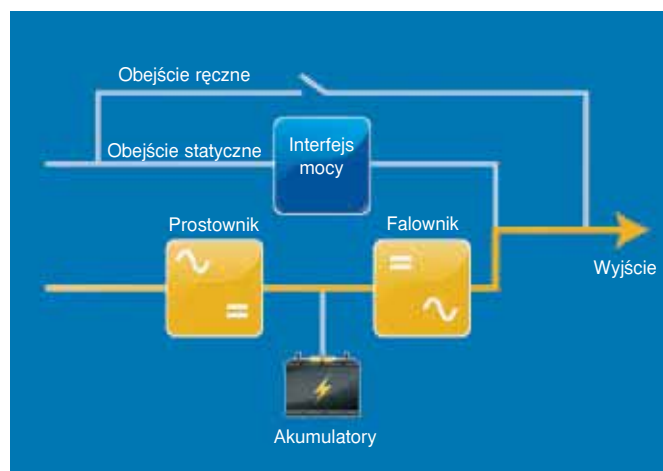 Obejście ręczne
Obejście statyczne
Interfejs
mocy
Prostownik
Falownik
Wyjście
Akumulatory